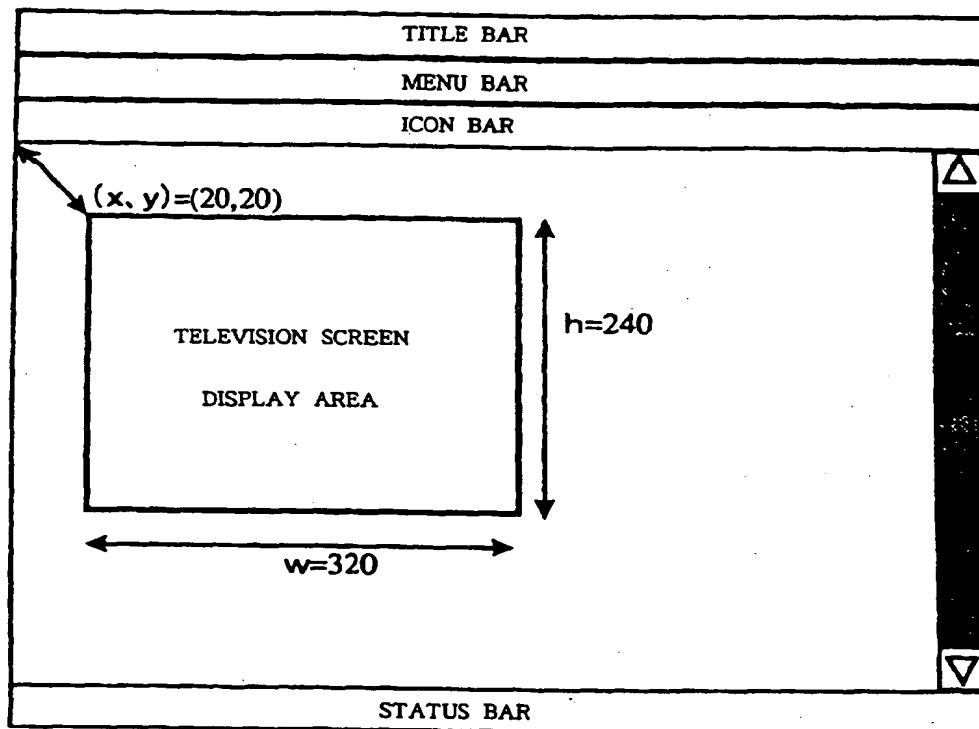 TITLE BAR
MENU BAR
ICON BAR
(x、y)=(20,20)
TELEVISION SCREEN
DISPLAY AREA
h=240
w=320
STATUS BAR